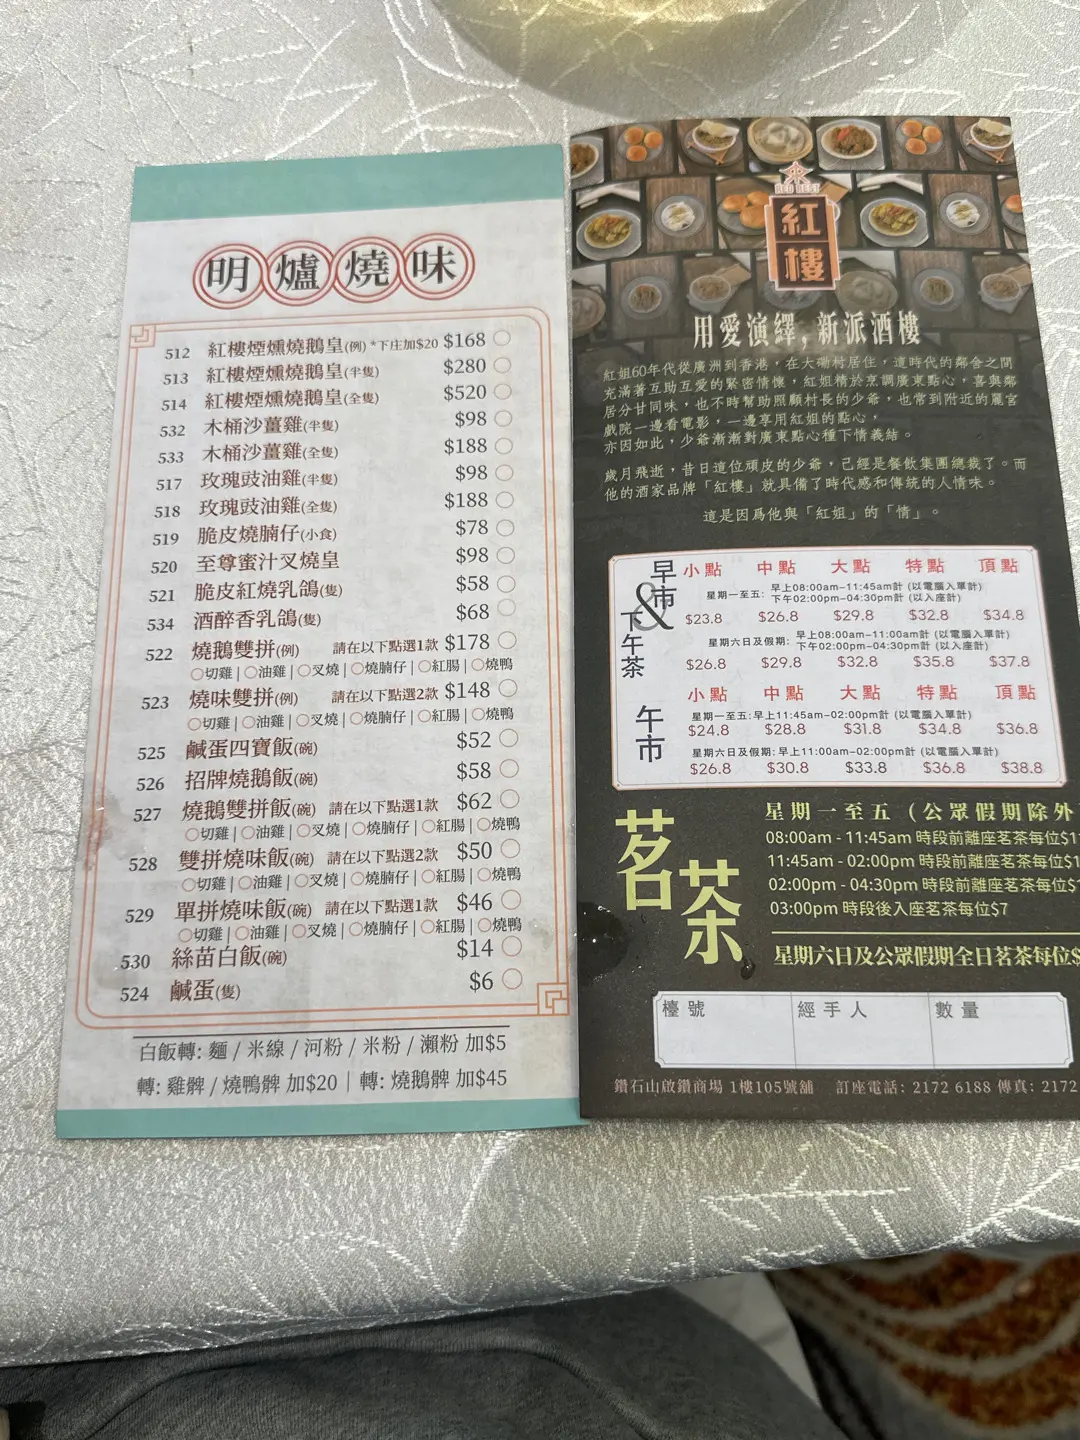 明爐燒味
512 紅樓煙燻燒鵝皇(例) *下庄加$20 $168
513 紅樓煙燻燒鵝皇(半隻) $280
514 紅樓煙燻燒鵝皇(全隻) $520
532 木桶沙薑雞(半隻) $98
533 木桶沙薑雞(全隻) $188
517 玫瑰豉油雞(半隻) $98
518 玫瑰豉油雞(全隻) $188
519 脆皮燒腩仔(小食) $78
520 至尊蜜汁叉燒皇 $98
521 脆皮紅燒乳鴿(隻) $58
534 酒醉香乳鴿(隻) $68
522 燒鵝雙拼(例) 請在以下點選1款 $178
○切雞 | ○油雞 | ○叉燒 | ○燒腩仔 | ○紅腸 | ○燒鴨
523 燒味雙拼(例) 請在以下點選2款 $148
○切雞 | ○油雞 | ○叉燒 | ○燒腩仔 | ○紅腸 | ○燒鴨
525 鹹蛋四寶飯(碗) $52
526 招牌燒鵝飯(碗) $58
527 燒鵝雙拼飯(碗) 請在以下點選1款 $62
○切雞 | ○油雞 | ○叉燒 | ○燒腩仔 | ○紅腸 | ○燒鴨
528 雙拼燒味飯(碗) 請在以下點選2款 $50
○切雞 | ○油雞 | ○叉燒 | ○燒腩仔 | ○紅腸 | ○燒鴨
529 單拼燒味飯(碗) 請在以下點選1款 $46
○切雞 | ○油雞 | ○叉燒 | ○燒腩仔 | ○紅腸 | ○燒鴨
530 絲苗白飯(碗) $14
524 鹹蛋(隻) $6
白飯轉: 麵 / 米線 / 河粉 / 米粉 / 瀨粉 加$5
轉: 雞髀 / 燒鴨髀 加$20 | 轉: 燒鵝髀 加$45
RED REST
紅樓
用愛演繹, 新派酒樓
紅姐60年代從廣洲到香港，在大磡村居住，這時代的鄰舍之間
充滿著互助互愛的緊密情懷，紅姐精於烹調廣東點心，喜與鄰
居分甘同味，也不時幫助照顧村長的少爺，也常到附近的麗宮
戲院一邊看電影，一邊享用紅姐的點心，
亦因如此，少爺漸漸對廣東點心種下情義結。
歲月飛逝，昔日這位頑皮的少爺，已經是餐飲集團總裁了。而
他的酒家品牌「紅樓」就具備了時代感和傳統的人情味。
這是因爲他與「紅姐」的「情」。
早市 & 下午茶
小點 中點 大點 特點 頂點
星期一至五: 早上08:00am-11:45am計 (以電腦入單計)
下午02:00pm-04:30pm計 (以入座計)
$23.8 $26.8 $29.8 $32.8 $34.8
星期六日及假期: 早上08:00am-11:00am計 (以電腦入單計)
下午02:00pm-04:30pm計 (以入座計)
$26.8 $29.8 $32.8 $35.8 $37.8
午市
小點 中點 大點 特點 頂點
星期一至五: 早上11:45am-02:00pm計 (以電腦入單計)
$24.8 $28.8 $31.8 $34.8 $36.8
星期六日及假期: 早上11:00am-02:00pm計 (以電腦入單計)
$26.8 $30.8 $33.8 $36.8 $38.8
茗茶
星期一至五 (公眾假期除外
08:00am - 11:45am 時段前離座茗茶每位$1
11:45am - 02:00pm 時段前離座茗茶每位$1
02:00pm - 04:30pm 時段前離座茗茶每位$
03:00pm 時段後入座茗茶每位$7
星期六日及公眾假期全日茗茶每位$
檯號 經手人 數量
鑽石山啟鑽商場 1樓105號舖 訂座電話: 2172 6188 傳真: 2172